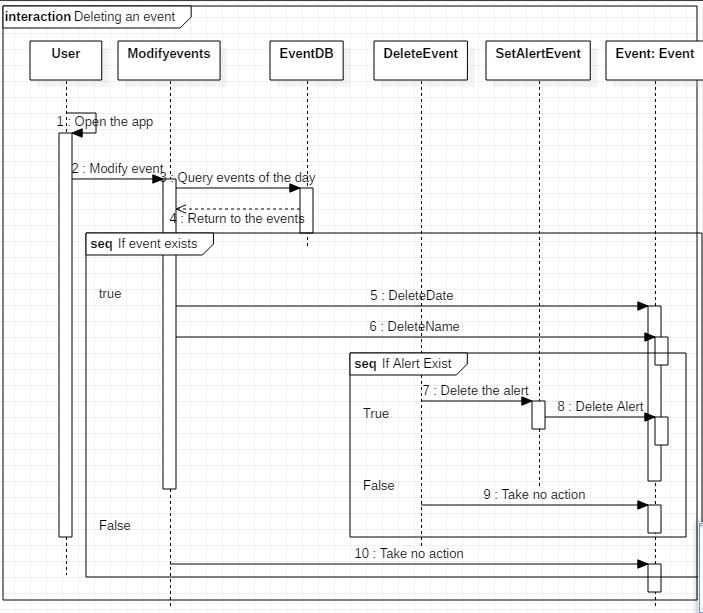 interaction Deleting an event
User
Modifyevents
EventDB
DeleteEvent
SetAlertEvent
Event: Event
1 : Open the app
2 : Modify event
3 : Query events of the day
4 : Return to the events
seq If event exists
true
5 : DeleteDate
6 : DeleteName
seq If Alert Exist
7 : Delete the alert
True
8 : Delete Alert
False
9 : Take no action
False
10 : Take no action